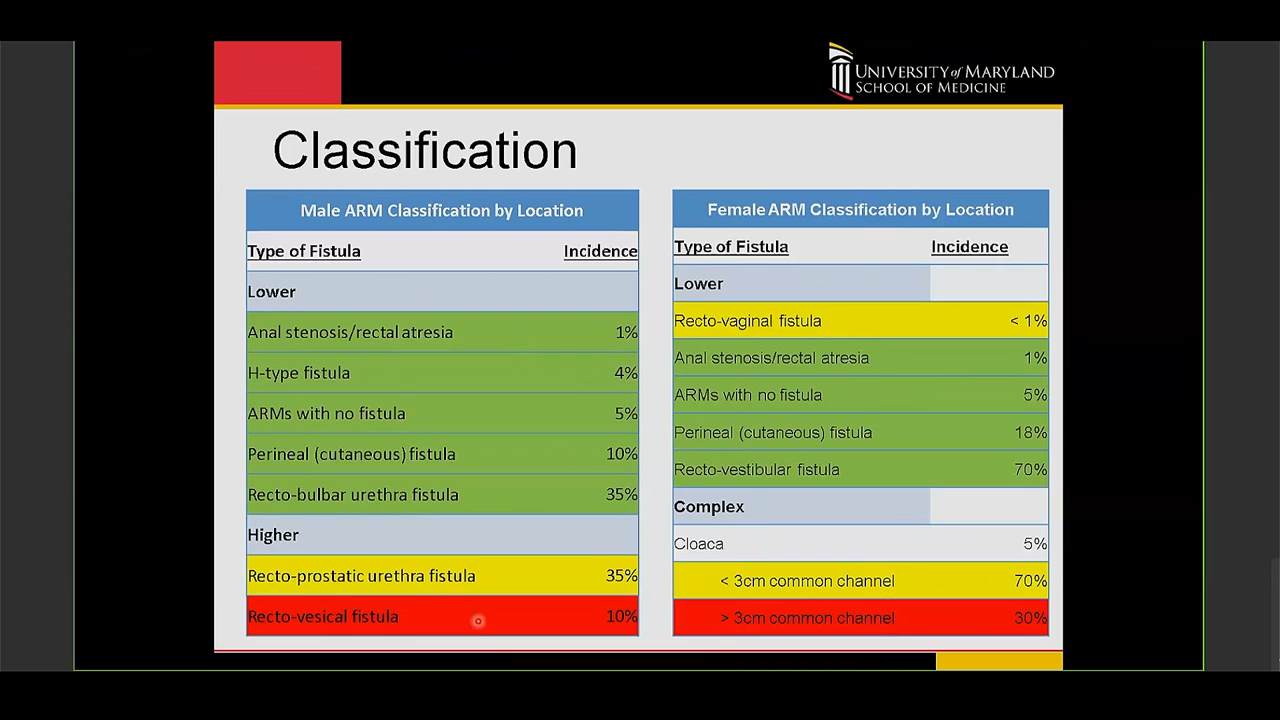 UNIVERSITY of MARYLAND
SCHOOL OF MEDICINE
Classification
Male ARM Classification by Location
Type of Fistula Incidence
Lower
Anal stenosis/rectal atresia 1%
H-type fistula 4%
ARMs with no fistula 5%
Perineal (cutaneous) fistula 10%
Recto-bulbar urethra fistula 35%
Higher
Recto-prostatic urethra fistula 35%
Recto-vesical fistula 10%
Female ARM Classification by Location
Type of Fistula Incidence
Lower
Recto-vaginal fistula < 1%
Anal stenosis/rectal atresia 1%
ARMs with no fistula 5%
Perineal (cutaneous) fistula 18%
Recto-vestibular fistula 70%
Complex
Cloaca 5%
< 3cm common channel 70%
> 3cm common channel 30%